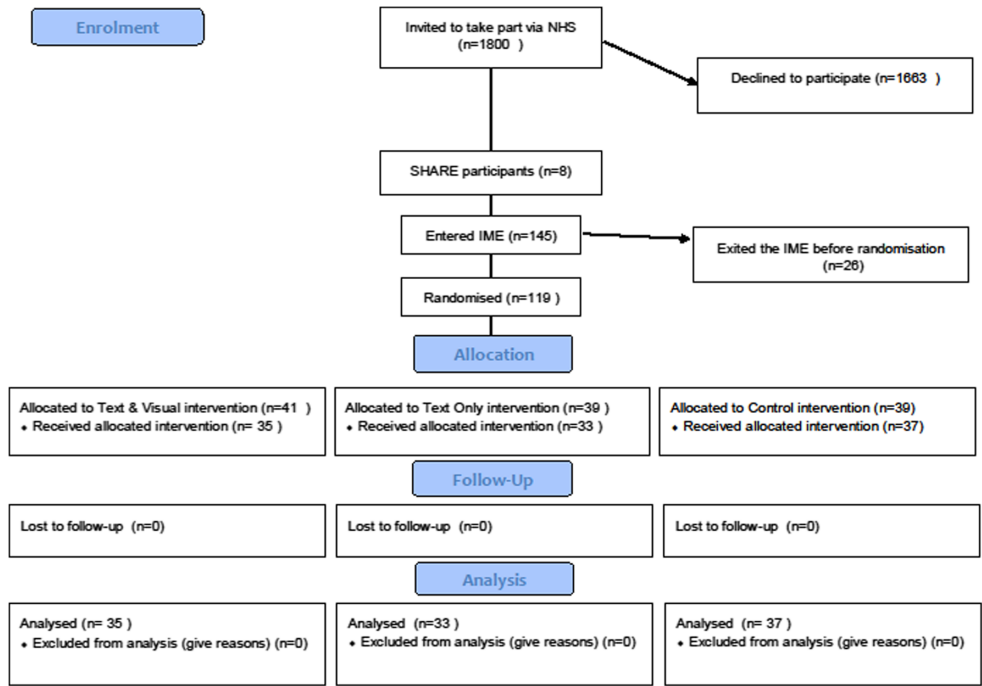 Enrolment
Invited to take part via NHS
(n=1800 )
Declined to participate (n=1663 )
SHARE participants (n=8)
Entered IME (n=145)
Exited the IME before randomisation
(n=26)
Randomised (n=119 )
Allocation
Allocated to Text & Visual intervention (n=41 )
• Received allocated intervention (n= 35 )
Allocated to Text Only intervention (n=39 )
• Received allocated intervention (n=33 )
Allocated to Control intervention (n=39)
• Received allocated intervention (n=37)
Follow-Up
Lost to follow-up (n=0)
Lost to follow-up (n=0)
Lost to follow-up (n=0)
Analysis
Analysed (n= 35 )
• Excluded from analysis (give reasons) (n=0)
Analysed (n=33 )
• Excluded from analysis (give reasons) (n=0)
Analysed (n= 37 )
• Excluded from analysis (give reasons) (n=0)